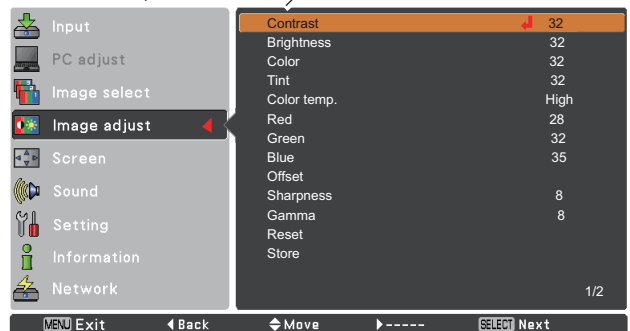 Input
PC adjust
Image select
Image adjust
Screen
Sound
Setting
Information
Network
Contrast 32
Brightness 32
Color 32
Tint 32
Color temp. High
Red 28
Green 32
Blue 35
Offset
Sharpness 8
Gamma 8
Reset
Store
1/2
MENU Exit Back Move ----- SELECT Next